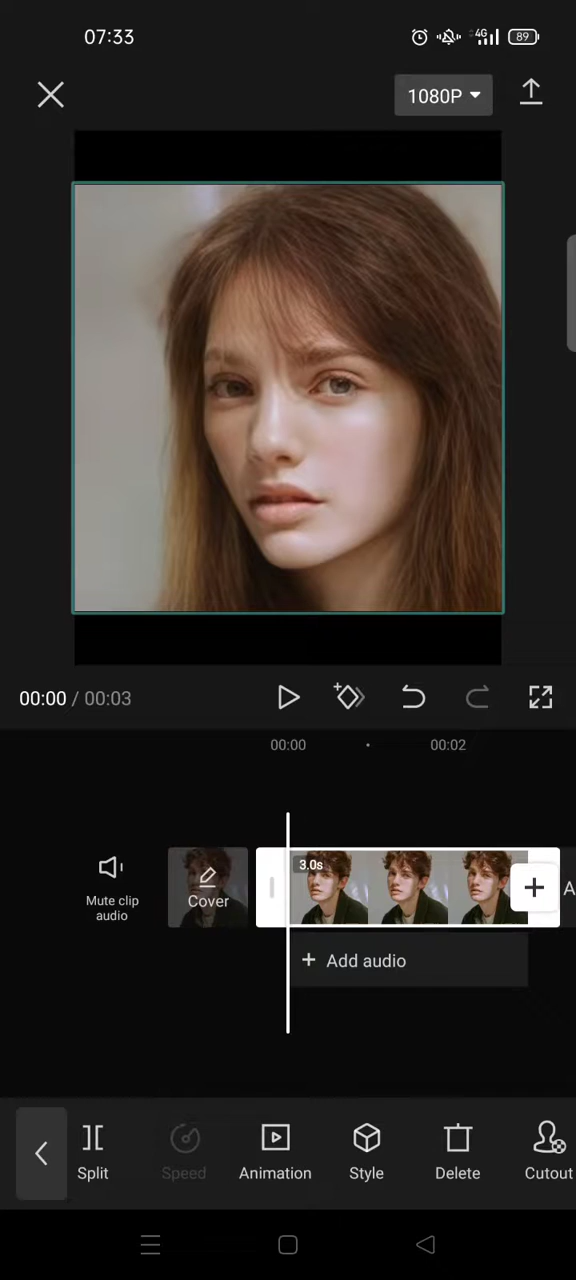 07:33
4G
89
1080P
00:00 / 00:03
00:00
00:02
3.0s
Mute clip
audio
Cover
A
+ Add audio
Split
Speed
Animation
Style
Delete
Cutout